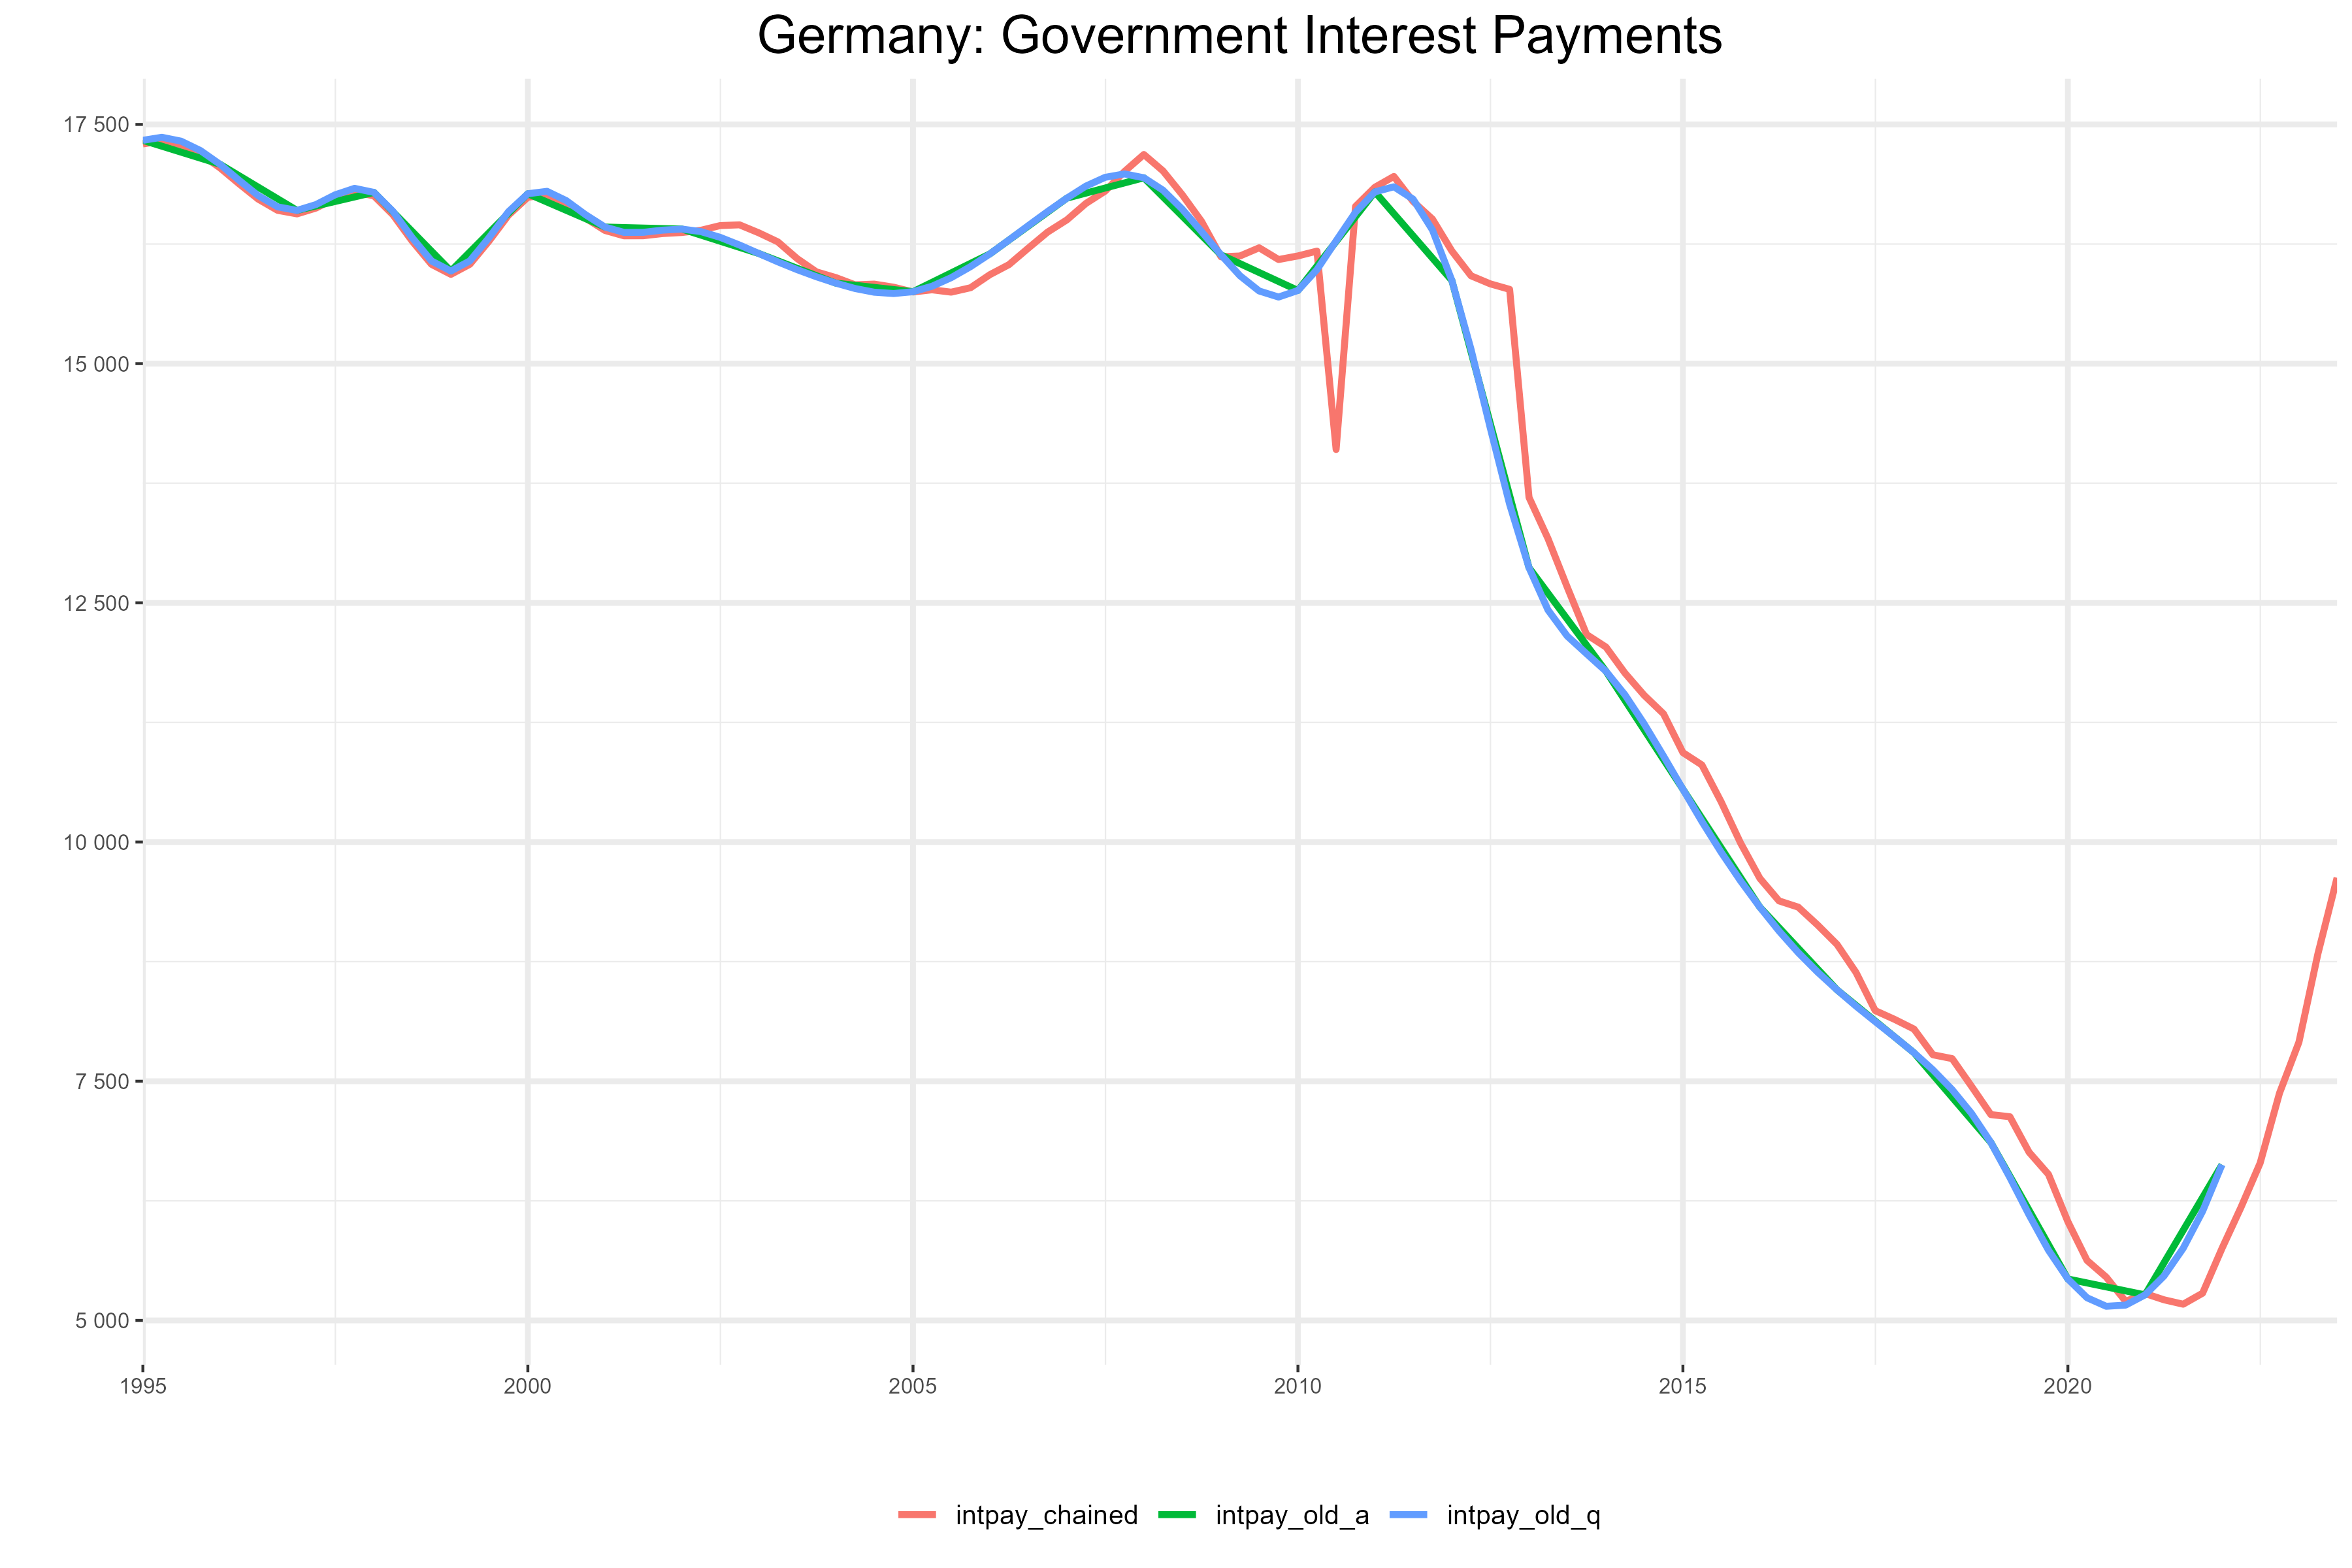 Germany: Government Interest Payments
17 500
15 000
12 500
10 000
7 500
5 000
1995 2000 2005 2010 2015 2020
intpay_chained intpay_old_a intpay_old_q